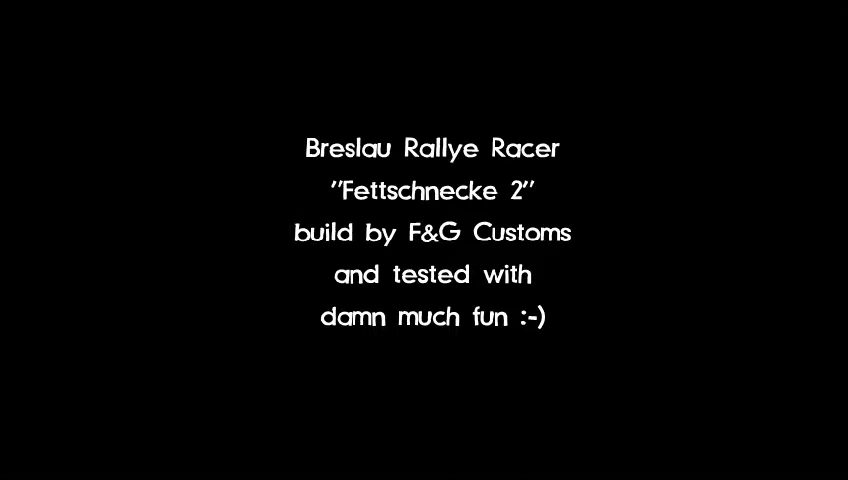 Breslau Rallye Racer
"Fettschnecke 2"
build by F&G Customs
and tested with
damn much fun :-)